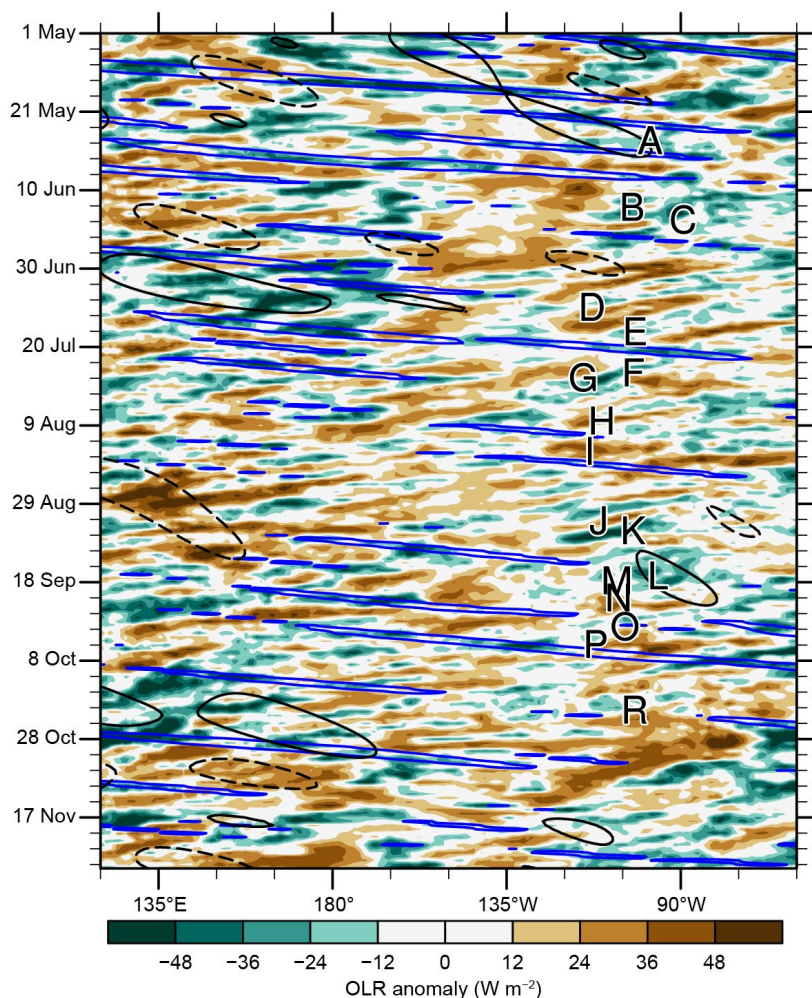 1 May
21 May
A
10 Jun
B
C
30 Jun
D
E
20 Jul
F
G
9 Aug
H
I
29 Aug
J
K
18 Sep
L
M
N
O
8 Oct
P
R
28 Oct
17 Nov
135°E 180° 135°W 90°W
−48 −36 −24 −12 0 12 24 36 48
OLR anomaly (W m⁻²)